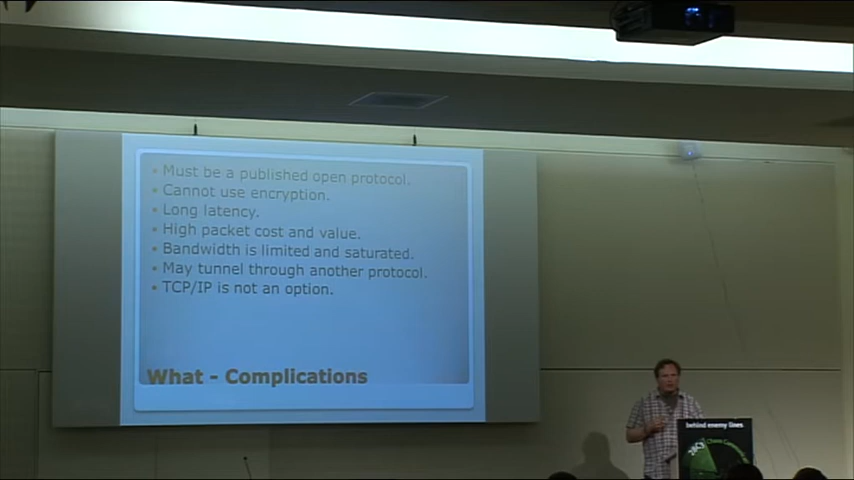 Must be a published open protocol.
Cannot use encryption.
Long latency.
High packet cost and value.
Bandwidth is limited and saturated.
May tunnel through another protocol.
TCP/IP is not an option.
What - Complications
behind enemy lines